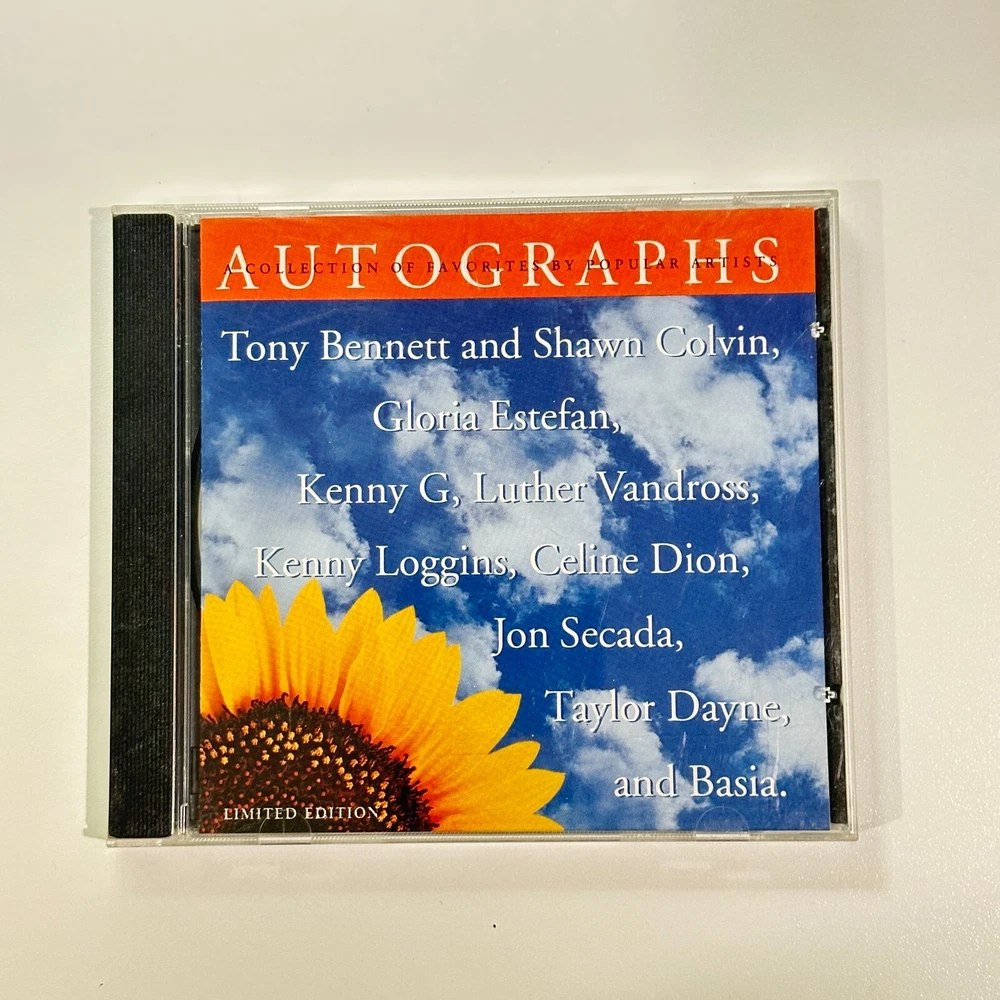 AUTOGRAPHS
A COLLECTION OF FAVORITES BY POPULAR ARTISTS
Tony Bennett and Shawn Colvin,
Gloria Estefan,
Kenny G, Luther Vandross,
Kenny Loggins, Celine Dion,
Jon Secada,
Taylor Dayne,
and Basia.
LIMITED EDITION